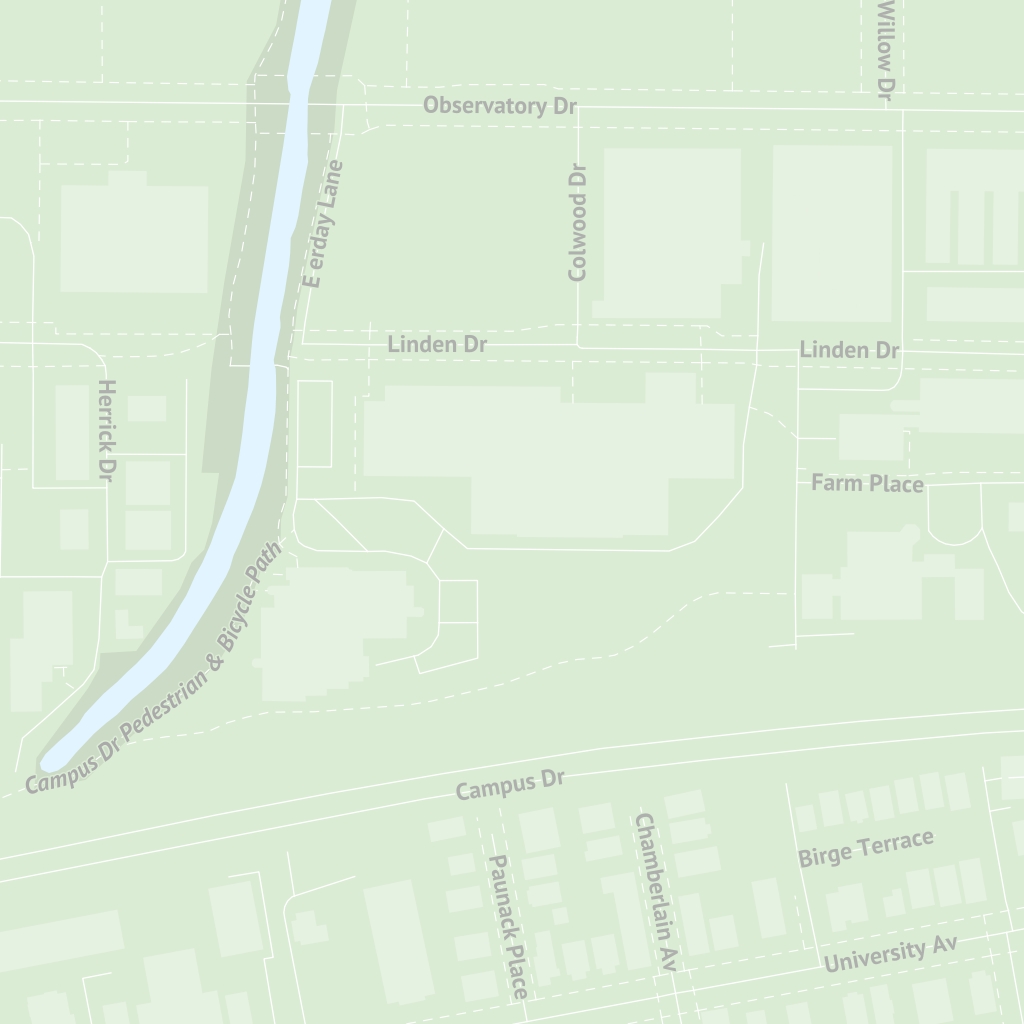 Willow Dr
Observatory Dr
E erday Lane
Colwood Dr
Linden Dr
Linden Dr
Herrick Dr
Farm Place
Campus Dr Pedestrian & Bicycle Path
Campus Dr
Chamberlain Av
Paunack Place
Birge Terrace
University Av